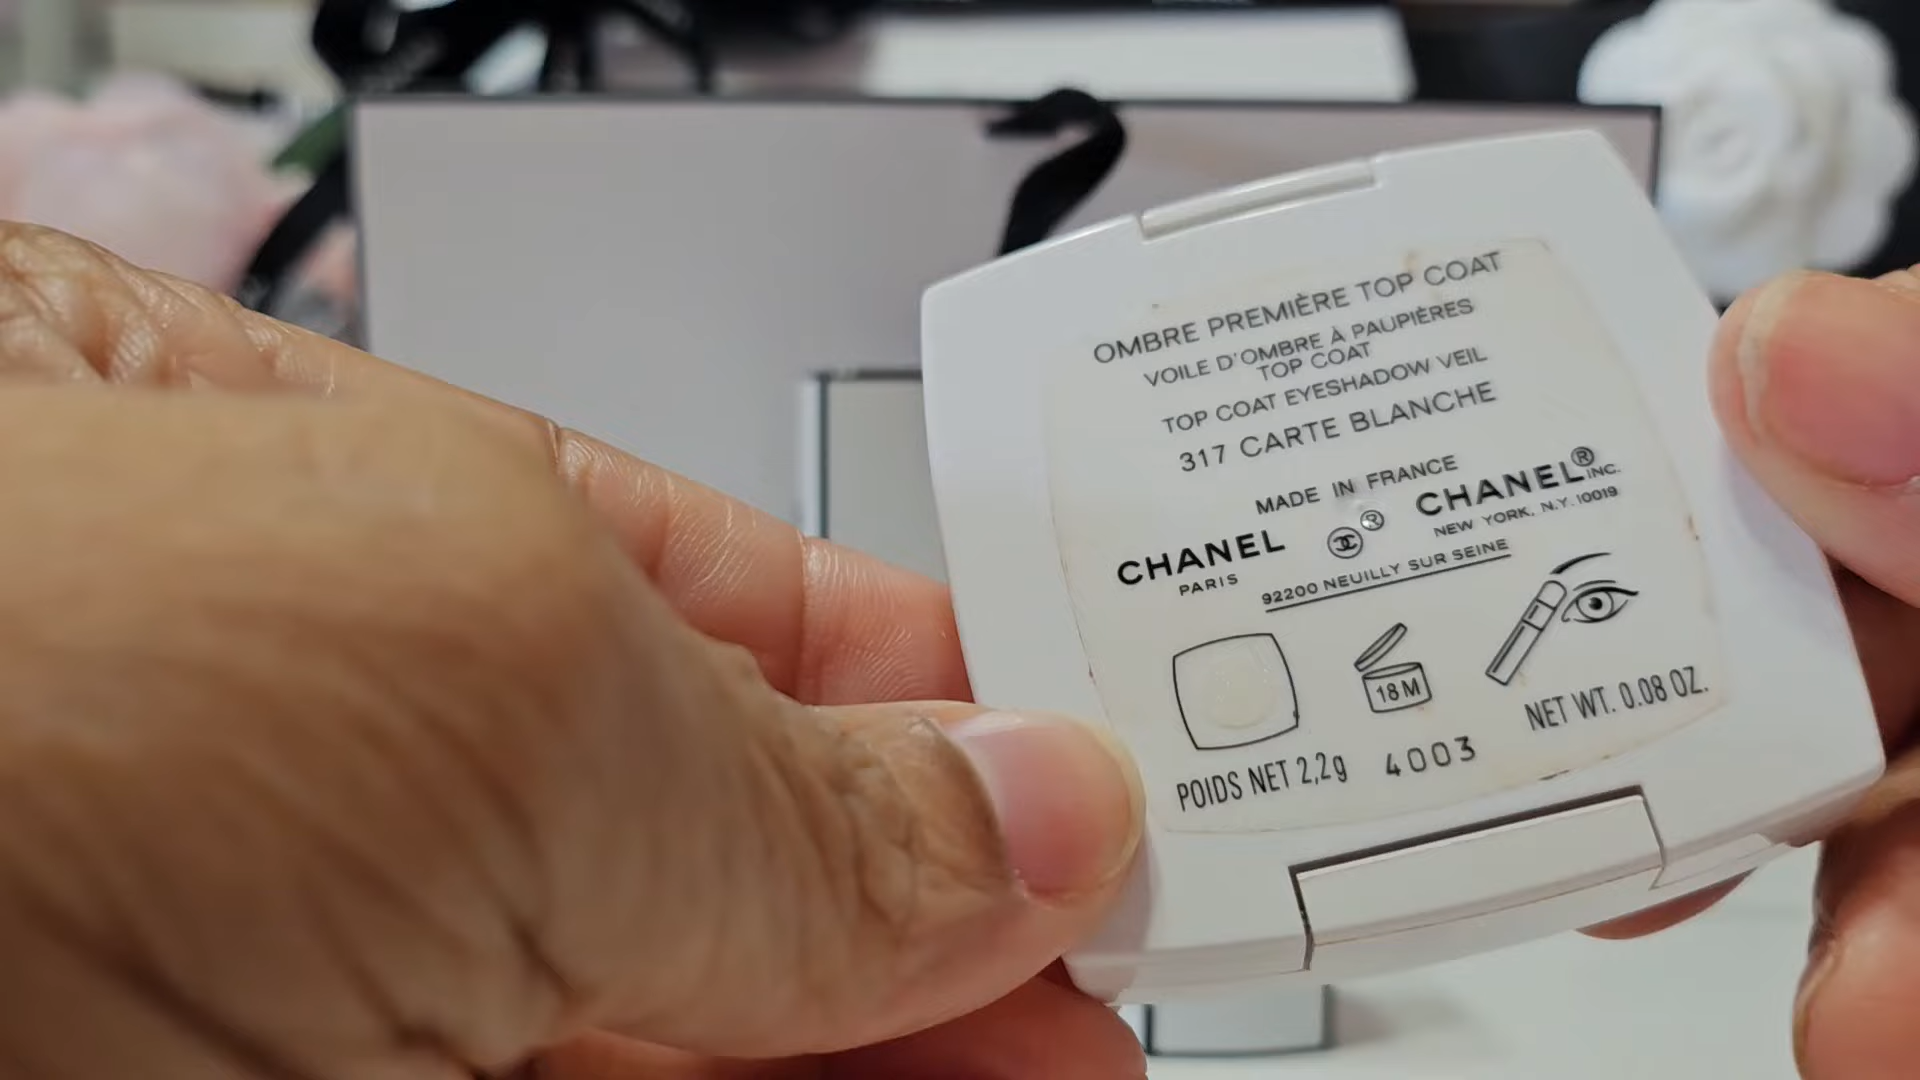 OMBRE PREMIÈRE TOP COAT
VOILE D'OMBRE À PAUPIÈRES
TOP COAT
TOP COAT EYESHADOW VEIL
317 CARTE BLANCHE
MADE IN FRANCE
CHANEL
PARIS
®
CHANEL®
INC.
NEW YORK, N.Y. 10019
92200 NEUILLY SUR SEINE
18 M
POIDS NET 2,2g
4003
NET WT. 0.08 OZ.